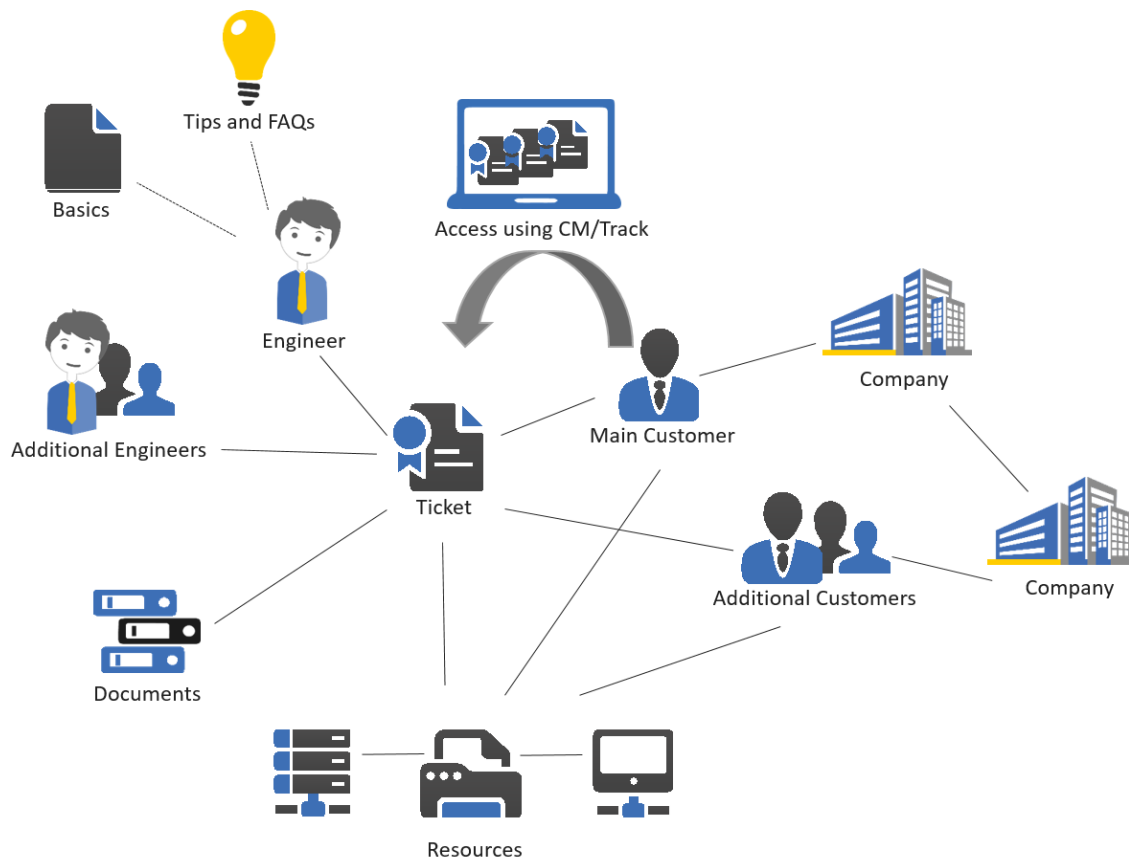 Tips and FAQs
Basics
Access using CM/Track
Engineer
Company
Additional Engineers
Main Customer
Ticket
Company
Additional Customers
Documents
Resources